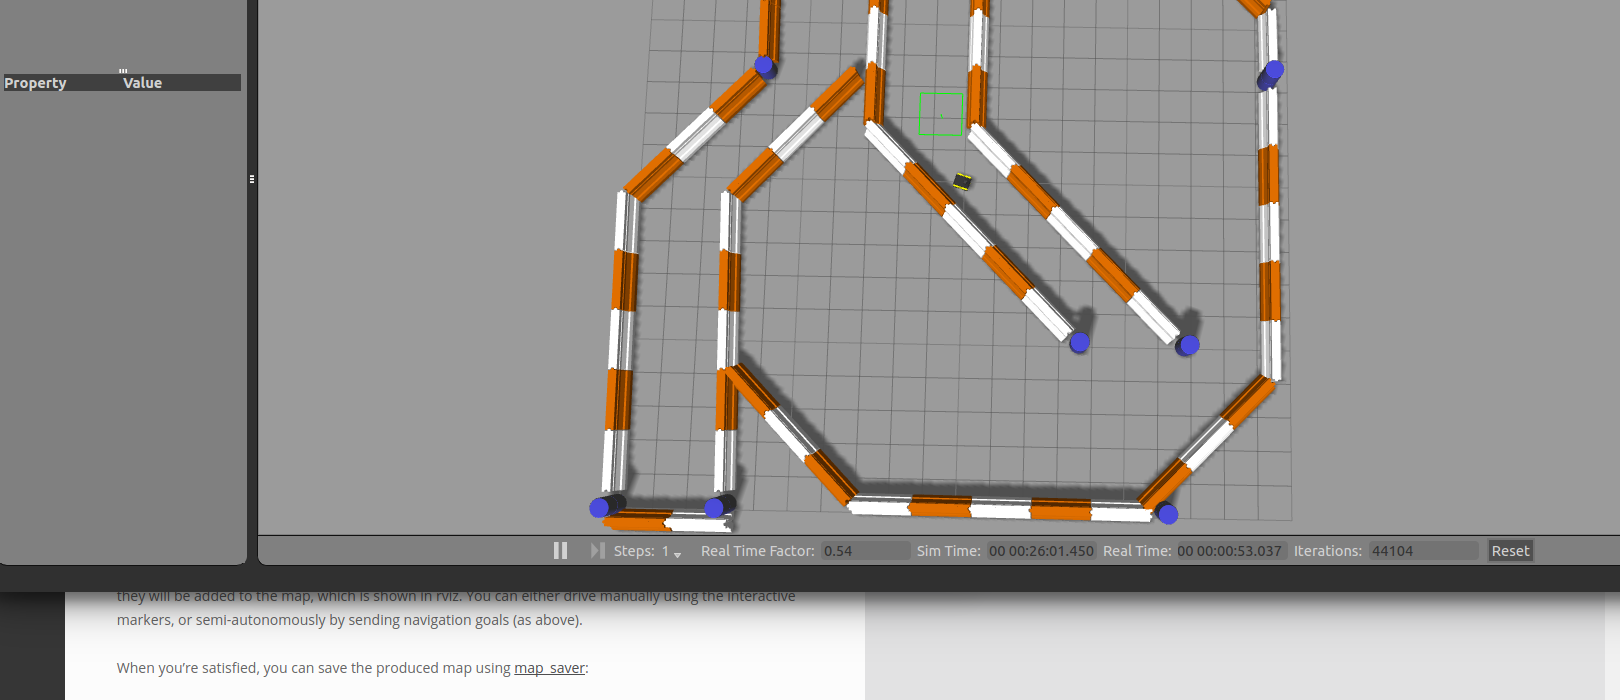 Property Value
Steps: 1 Real Time Factor: 0.54 Sim Time: 00 00:26:01.450 Real Time: 00 00:00:53.037 Iterations: 44104 Reset
they will be added to the map, which is shown in rviz. You can either drive manually using the interactive
markers, or semi-autonomously by sending navigation goals (as above).
When you’re satisfied, you can save the produced map using map_saver: